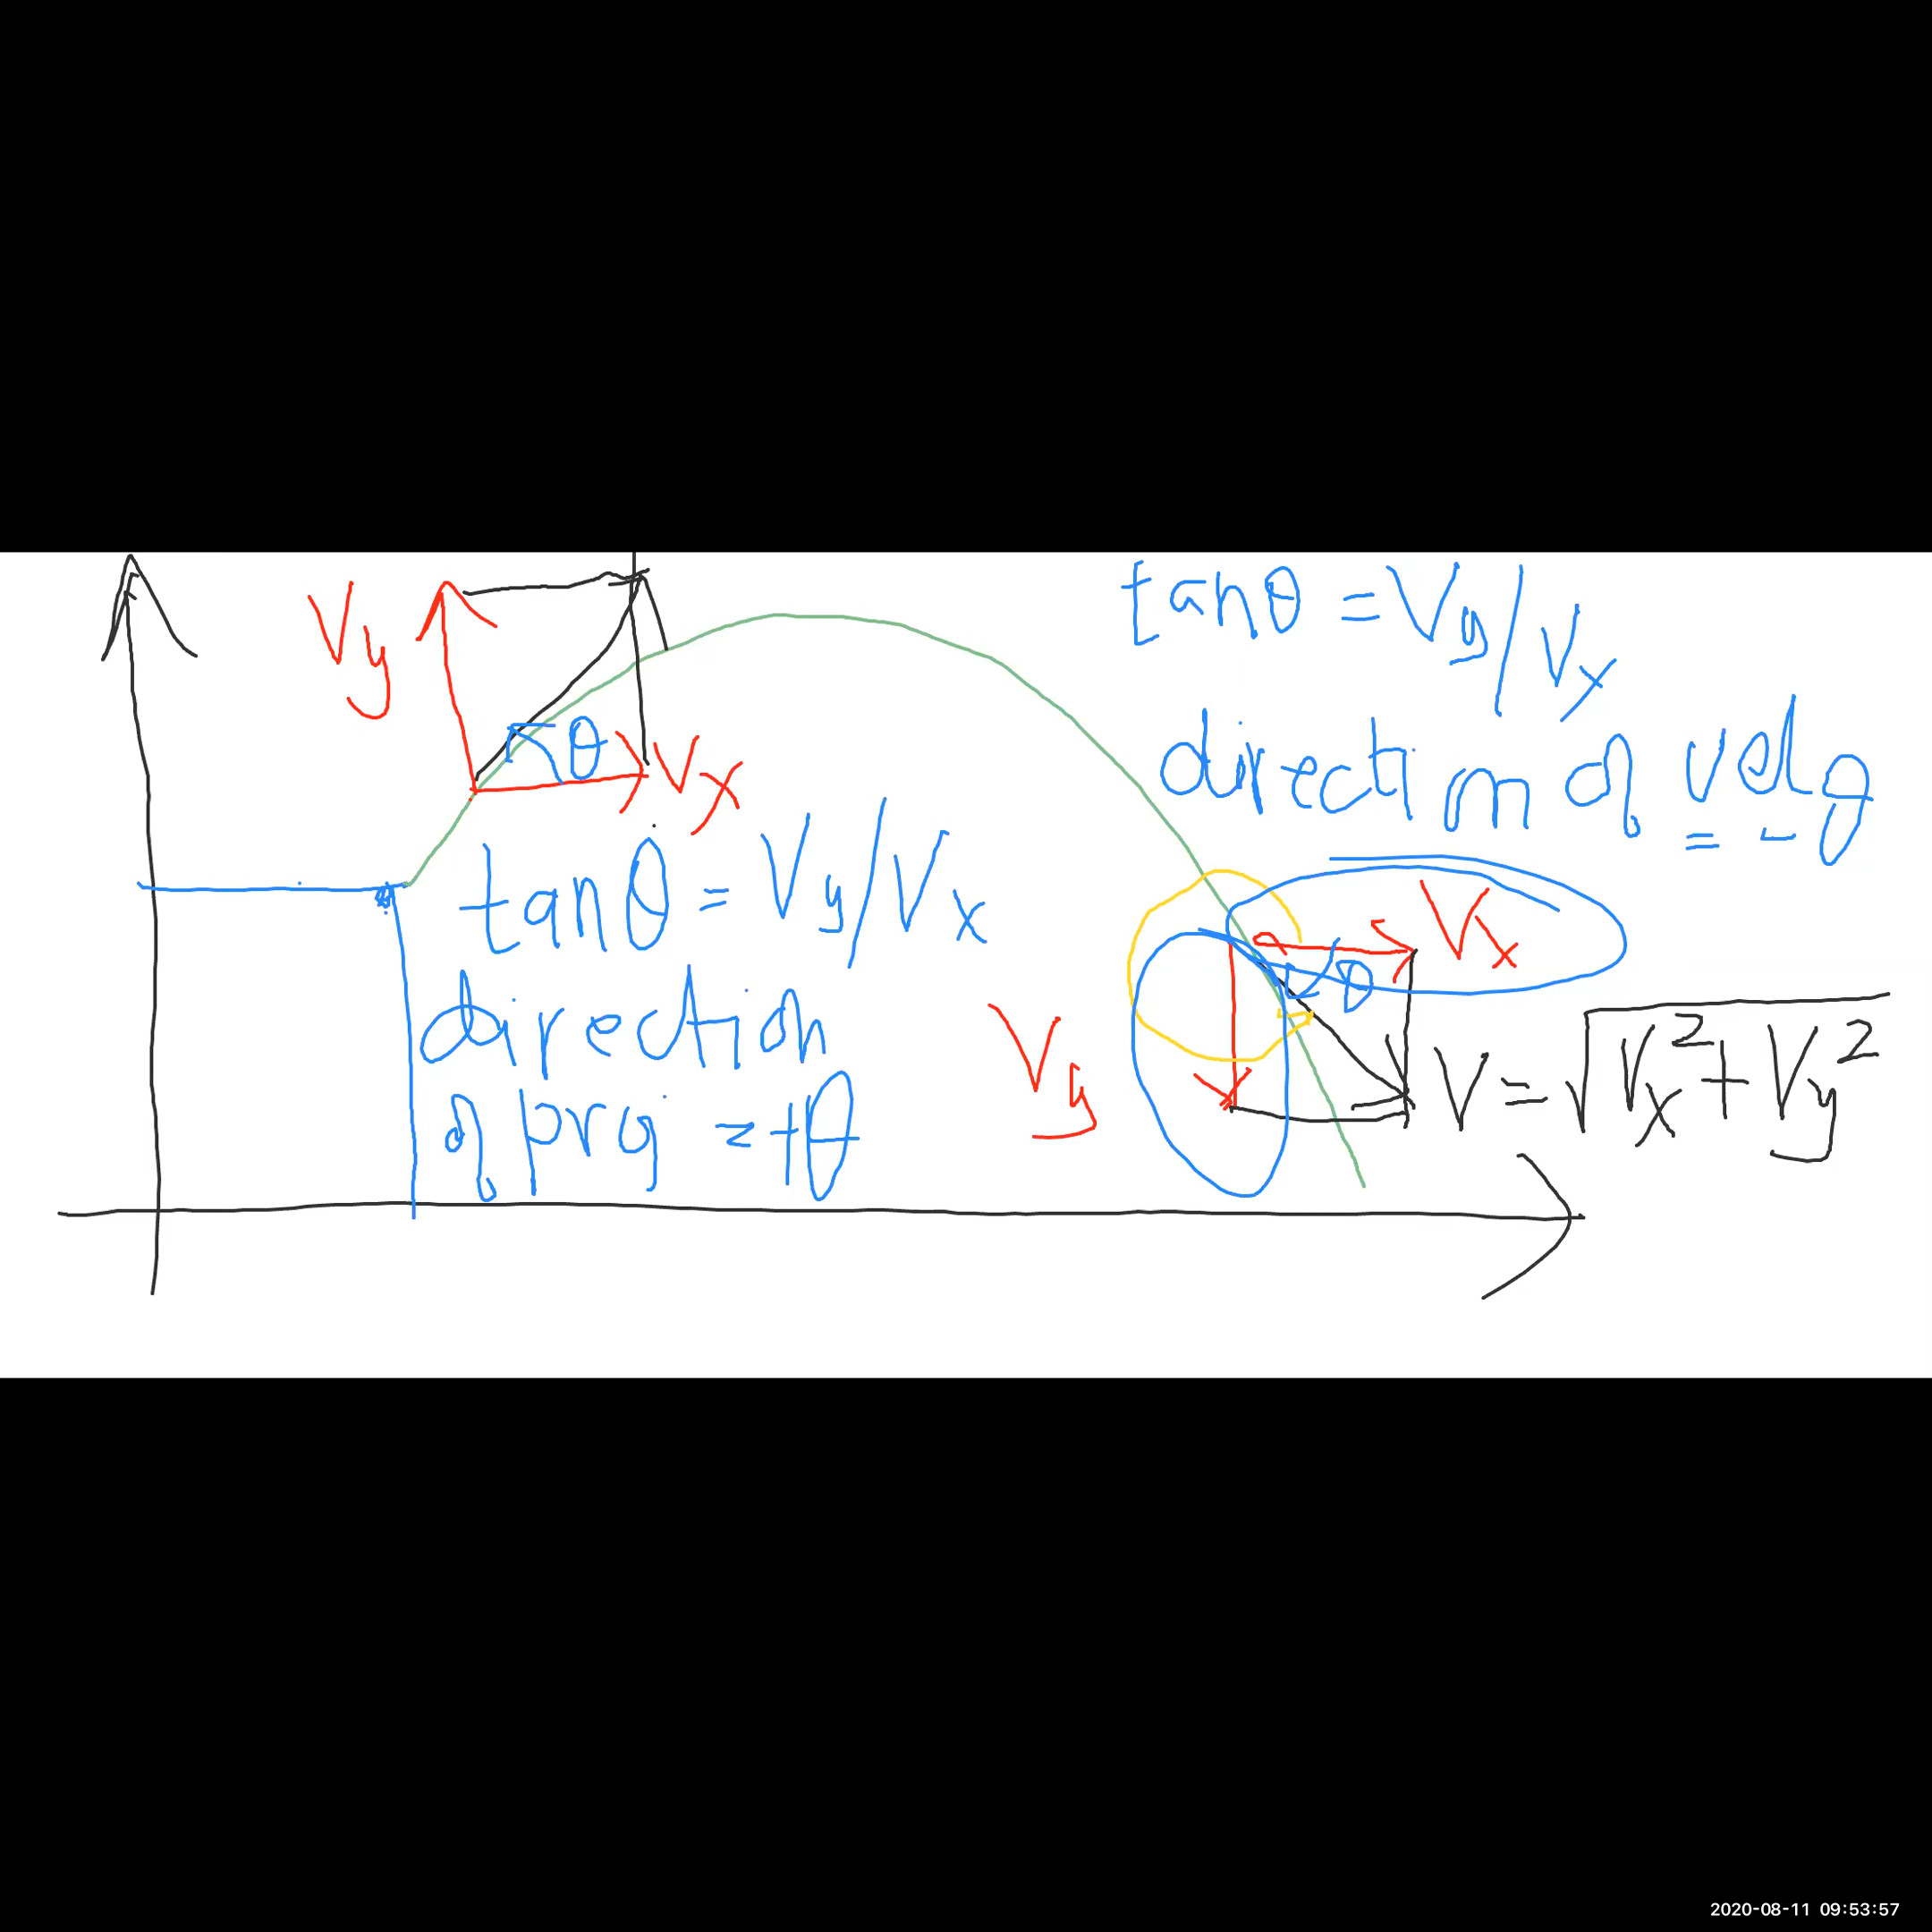 Vy
θ
Vx
tanθ = Vy/Vx
direction
of proj = +θ
tanθ = Vy/Vx
direction of velo
= -θ
Vx
θ
Vy
V = √Vx²+Vy²
2020-08-11 09:53:57